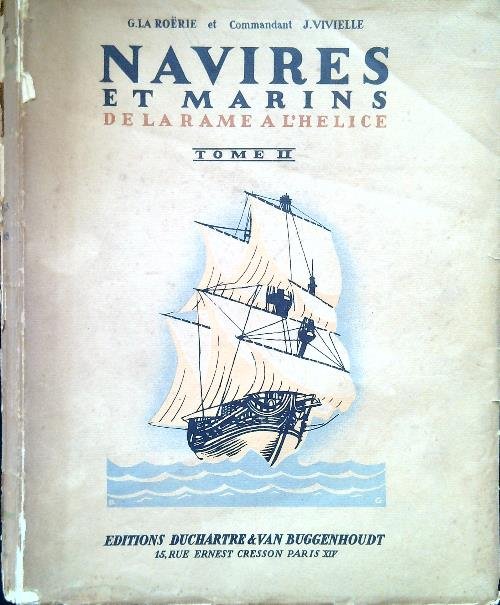 G. LA ROËRIE et Commandant J. VIVIELLE
NAVIRES
ET MARINS
DE LA RAME A L'HELICE
TOME II
G
EDITIONS DUCHARTRE & VAN BUGGENHOUDT
15, RUE ERNEST CRESSON PARIS XIV